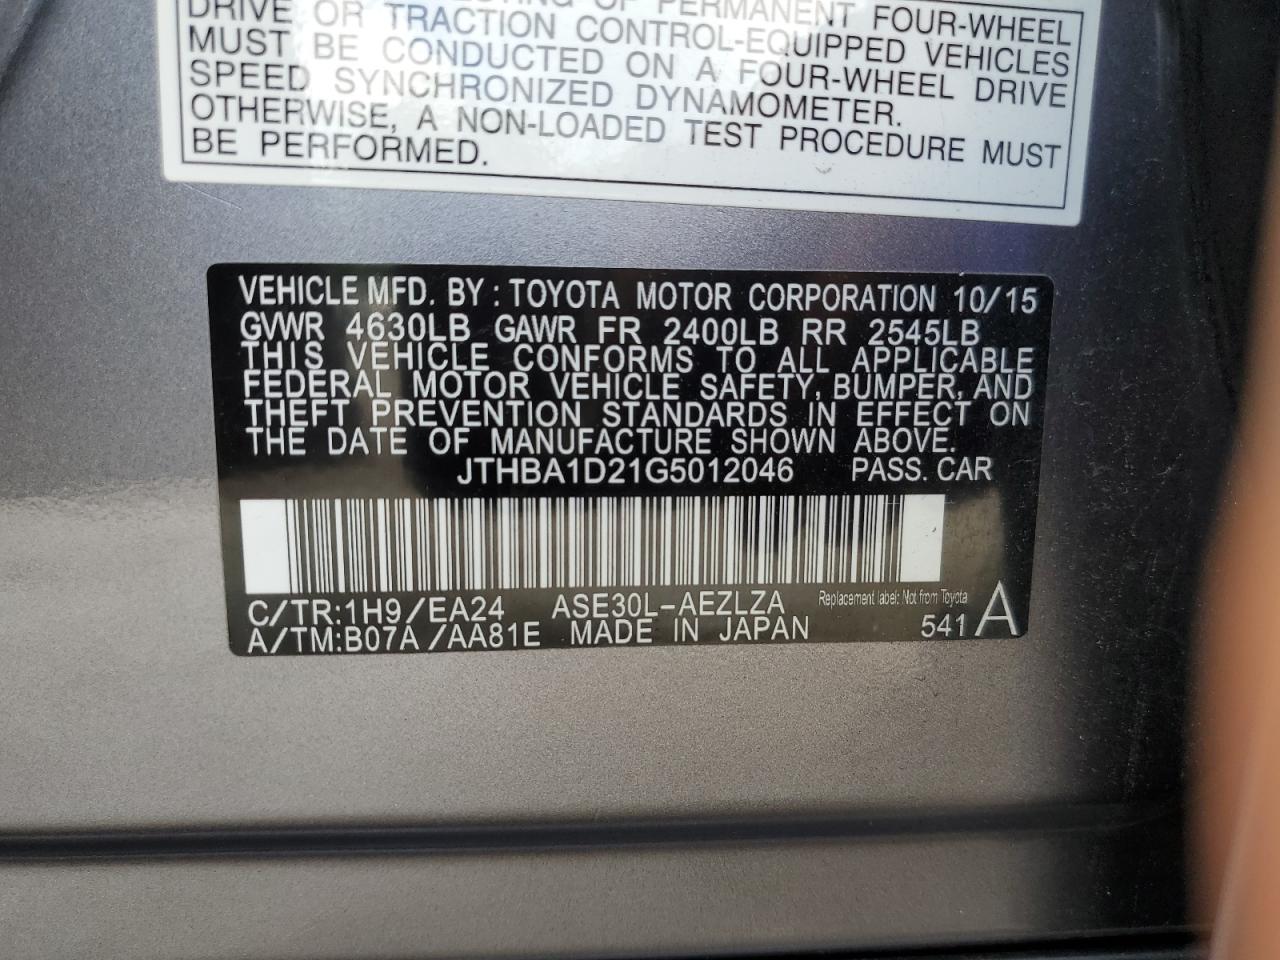 OF PERMANENT FOUR-WHEEL
DRIVE OR TRACTION CONTROL-EQUIPPED VEHICLES
MUST BE CONDUCTED ON A FOUR-WHEEL DRIVE
SPEED SYNCHRONIZED DYNAMOMETER.
OTHERWISE, A NON-LOADED TEST PROCEDURE MUST
BE PERFORMED.
VEHICLE MFD. BY : TOYOTA MOTOR CORPORATION 10/15
GVWR 4630LB GAWR FR 2400LB RR 2545LB
THIS VEHICLE CONFORMS TO ALL APPLICABLE
FEDERAL MOTOR VEHICLE SAFETY, BUMPER, AND
THEFT PREVENTION STANDARDS IN EFFECT ON
THE DATE OF MANUFACTURE SHOWN ABOVE.
JTHBA1D21G5012046 PASS. CAR
C/TR:1H9/EA24 ASE30L-AEZLZA Replacement label: Not from Toyota
A/TM:B07A /AA81E MADE IN JAPAN 541 A